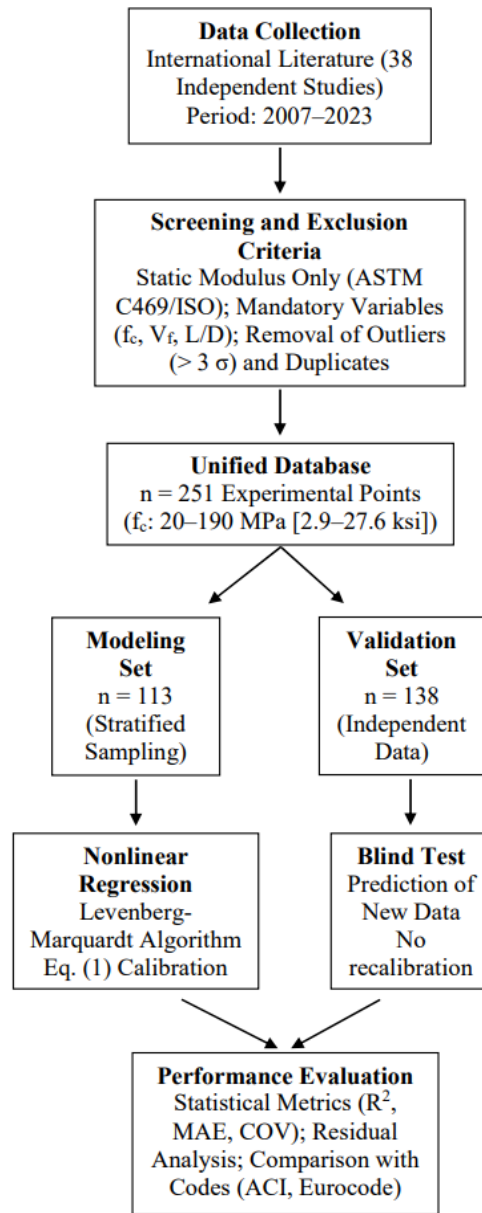 Data Collection
International Literature (38
Independent Studies)
Period: 2007–2023
Screening and Exclusion
Criteria
Static Modulus Only (ASTM
C469/ISO); Mandatory Variables
(fc, Vf, L/D); Removal of Outliers
(> 3 σ) and Duplicates
Unified Database
n = 251 Experimental Points
(fc: 20–190 MPa [2.9–27.6 ksi])
Modeling
Set
n = 113
(Stratified
Sampling)
Validation
Set
n = 138
(Independent
Data)
Nonlinear
Regression
Levenberg-
Marquardt Algorithm
Eq. (1) Calibration
Blind Test
Prediction of
New Data
No
recalibration
Performance Evaluation
Statistical Metrics (R²,
MAE, COV); Residual
Analysis; Comparison with
Codes (ACI, Eurocode)